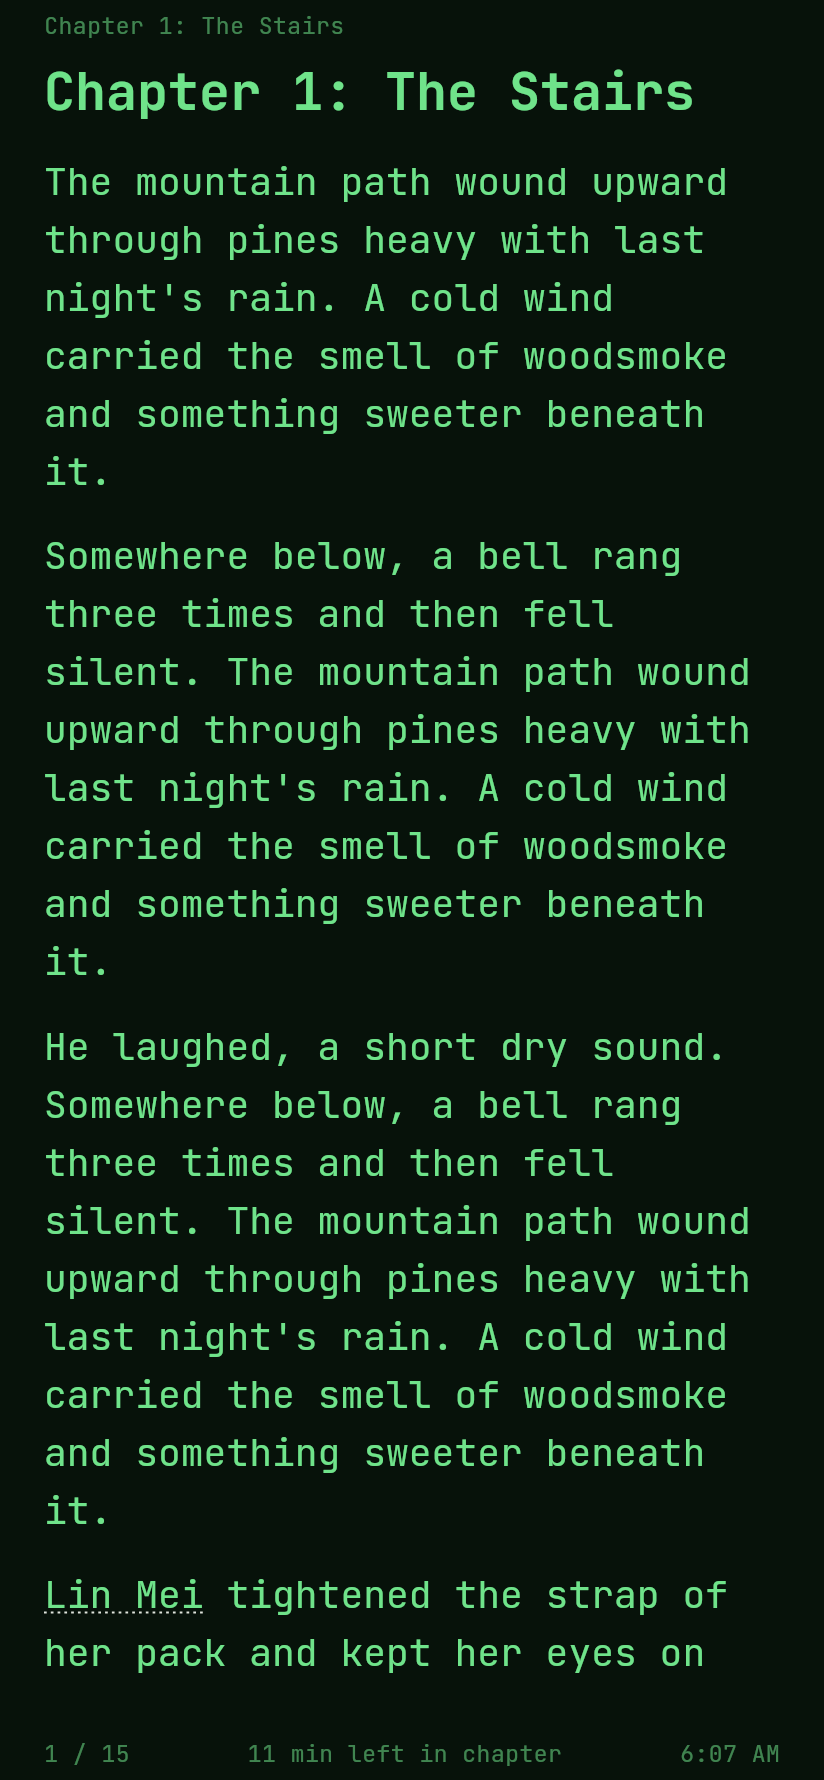 Chapter 1: The Stairs
Chapter 1: The Stairs
The mountain path wound upward
through pines heavy with last
night's rain. A cold wind
carried the smell of woodsmoke
and something sweeter beneath
it.
Somewhere below, a bell rang
three times and then fell
silent. The mountain path wound
upward through pines heavy with
last night's rain. A cold wind
carried the smell of woodsmoke
and something sweeter beneath
it.
He laughed, a short dry sound.
Somewhere below, a bell rang
three times and then fell
silent. The mountain path wound
upward through pines heavy with
last night's rain. A cold wind
carried the smell of woodsmoke
and something sweeter beneath
it.
Lin Mei tightened the strap of
her pack and kept her eyes on
1 / 15 11 min left in chapter 6:07 AM